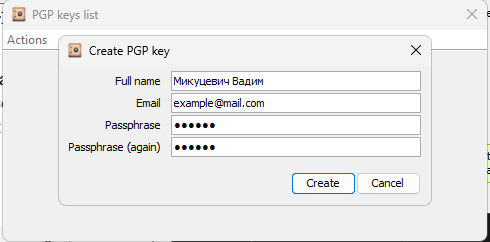 PGP keys list
Actions
Create PGP key
Full name Микуцевич Вадим
Email example@mail.com
Passphrase ●●●●●●
Passphrase (again) ●●●●●●
Create Cancel